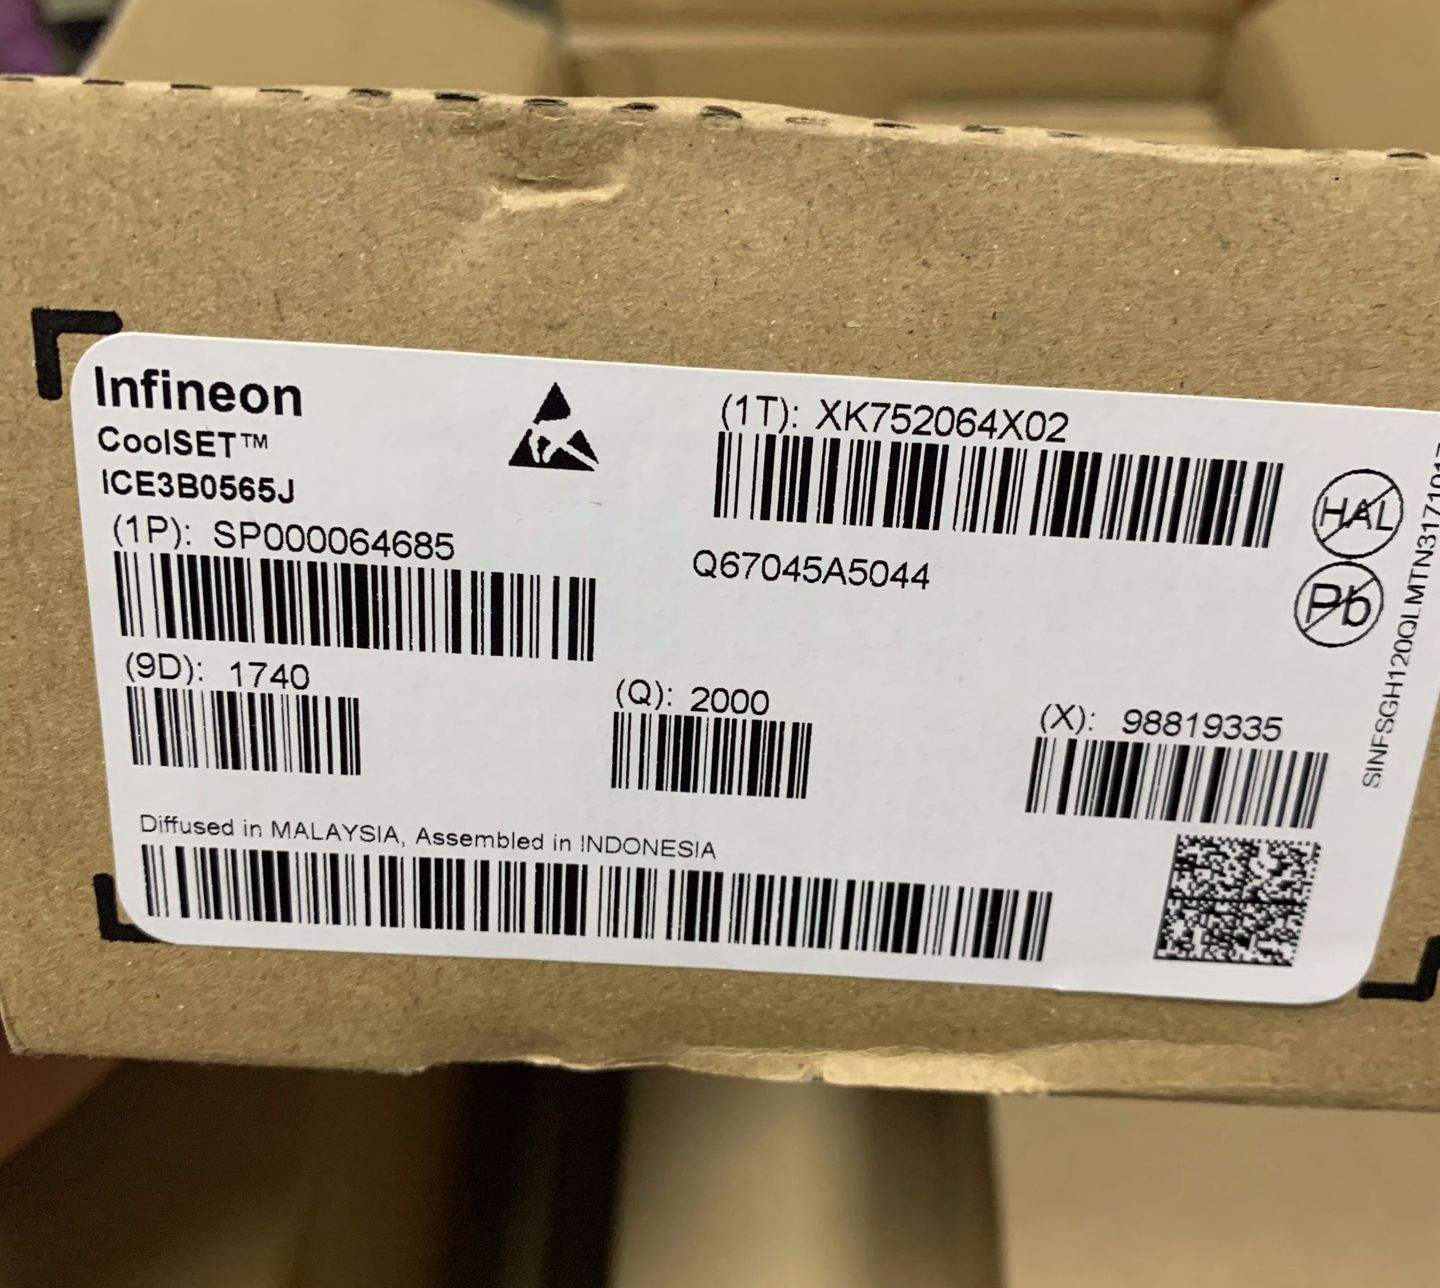 Infineon
CoolSET™
ICE3B0565J
(1P): SP000064685
(1T): XK752064X02
Q67045A5044
HAL
Pb
(9D): 1740
(Q): 2000
(X): 98819335
Diffused in MALAYSIA, Assembled in INDONESIA